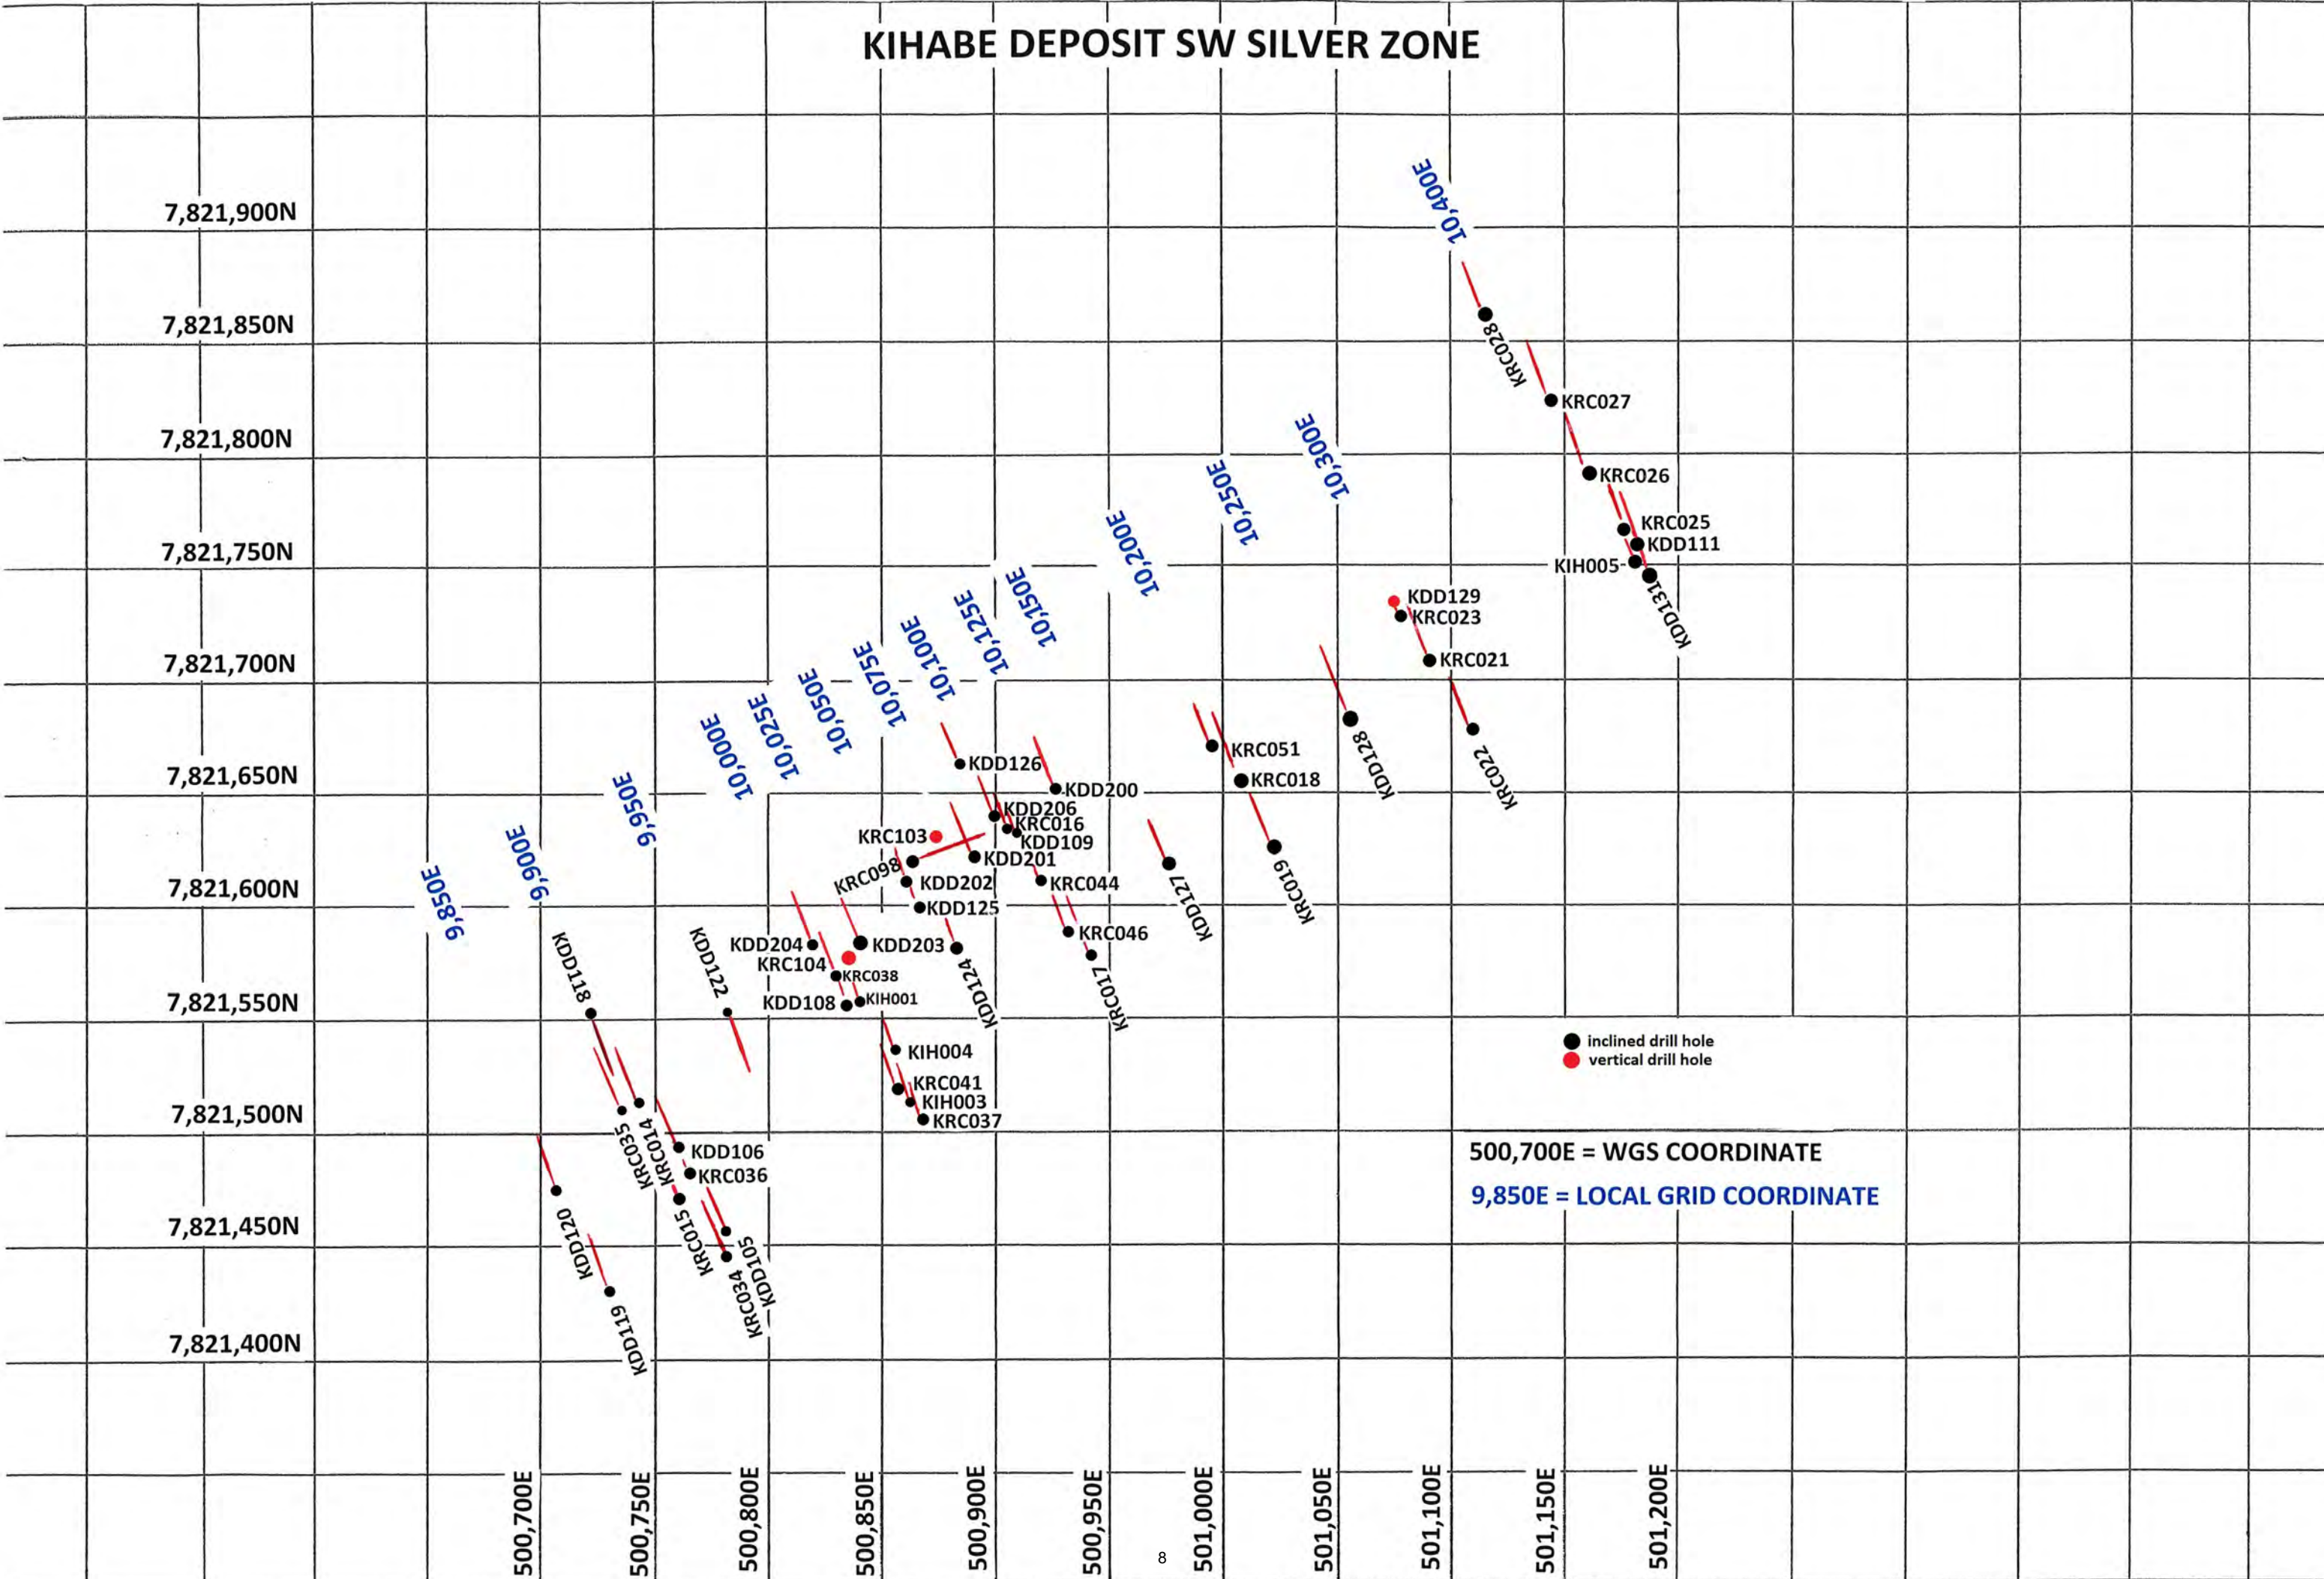 KIHABE DEPOSIT SW SILVER ZONE
7,821,900N
7,821,850N
7,821,800N
7,821,750N
7,821,700N
7,821,650N
7,821,600N
7,821,550N
7,821,500N
7,821,450N
7,821,400N
9,850E
9,900E
9,950E
10,000E
10,025E
10,050E
10,075E
10,100E
10,125E
10,150E
10,200E
10,250E
10,300E
10,400E
KRC028
KRC027
KRC026
KRC025
KDD111
KIH005
KDD131
KDD129
KRC023
KRC021
KRC022
KDD128
KRC051
KRC018
KRC019
KDD127
KDD126
KDD200
KDD206
KRC016
KDD109
KRC103
KDD201
KRC098
KDD202
KRC044
KDD125
KRC046
KRC017
KDD124
KDD204
KDD203
KRC104
KRC038
KDD108
KIH001
KIH004
KRC041
KIH003
KRC037
KDD118
KDD122
KRC035
KRC014
KDD106
KRC036
KRC015
KDD105
KRC034
KDD120
KDD119
inclined drill hole
vertical drill hole
500,700E = WGS COORDINATE
9,850E = LOCAL GRID COORDINATE
500,700E
500,750E
500,800E
500,850E
500,900E
500,950E
501,000E
501,050E
501,100E
501,150E
501,200E
8